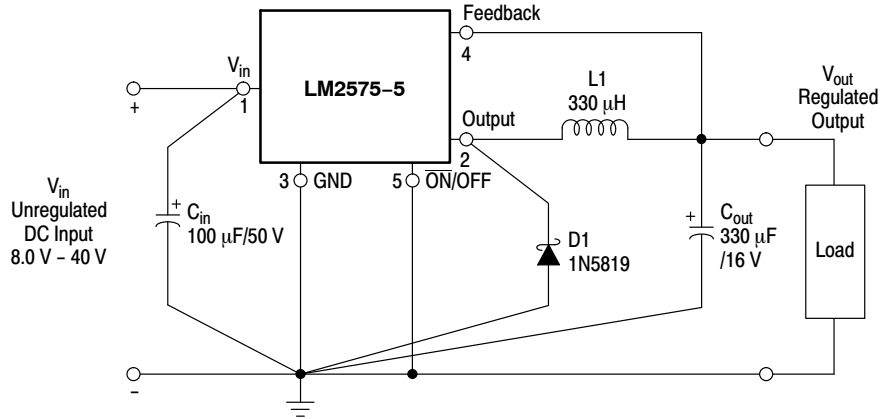 Feedback
4
V_in
+
1
LM2575–5
L1
330 μH
V_out
Regulated
Output
Output
2
3
GND
5
O̅N̅/OFF
V_in
Unregulated
DC Input
8.0 V – 40 V
+
C_in
100 μF/50 V
D1
1N5819
+
C_out
330 μF
/16 V
Load
–